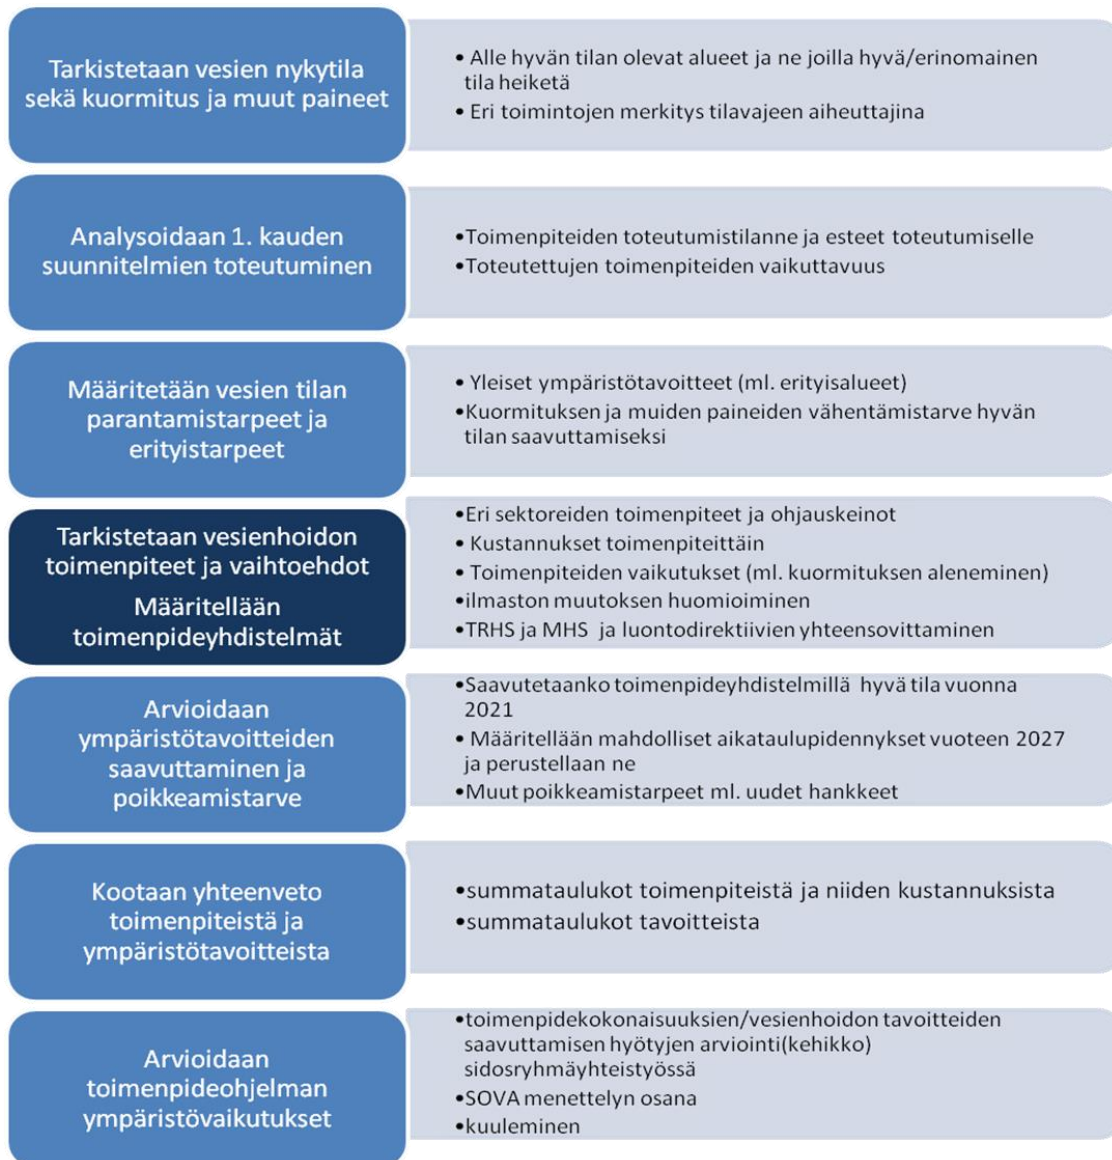 Tarkistetaan vesien nykytila
sekä kuormitus ja muut paineet
• Alle hyvän tilan olevat alueet ja ne joilla hyvä/erinomainen
tila heiketä
• Eri toimintojen merkitys tilavajeen aiheuttajina
Analysoidaan 1. kauden
suunnitelmien toteutuminen
•Toimenpiteiden toteutumistilanne ja esteet toteutumiselle
•Toteutettujen toimenpiteiden vaikuttavuus
Määritetään vesien tilan
parantamistarpeet ja
erityistarpeet
• Yleiset ympäristötavoitteet (ml. erityisalueet)
•Kuormituksen ja muiden paineiden vähentämistarve hyvän
tilan saavuttamiseksi
Tarkistetaan vesienhoidon
toimenpiteet ja vaihtoehdot
Määritellään
toimenpideyhdistelmät
•Eri sektoreiden toimenpiteet ja ohjauskeinot
• Kustannukset toimenpiteittäin
• Toimenpiteiden vaikutukset (ml. kuormituksen aleneminen)
•ilmaston muutoksen huomioiminen
•TRHS ja MHS ja luontodirektiivien yhteensovittaminen
Arvioidaan
ympäristötavoitteiden
saavuttaminen ja
poikkeamistarve
•Saavutetaanko toimenpideyhdistelmillä hyvä tila vuonna
2021
• Määritellään mahdolliset aikataulupidennykset vuoteen 2027
ja perustellaan ne
•Muut poikkeamistarpeet ml. uudet hankkeet
Kootaan yhteenveto
toimenpiteistä ja
ympäristötavoitteista
•summataulukot toimenpiteistä ja niiden kustannuksista
•summataulukot tavoitteista
Arvioidaan
toimenpideohjelman
ympäristövaikutukset
•toimenpidekokonaisuuksien/vesienhoidon tavoitteiden
saavuttamisen hyötyjen arviointi(kehikko)
sidosryhmäyhteistyössä
•SOVA menettelyn osana
•kuuleminen